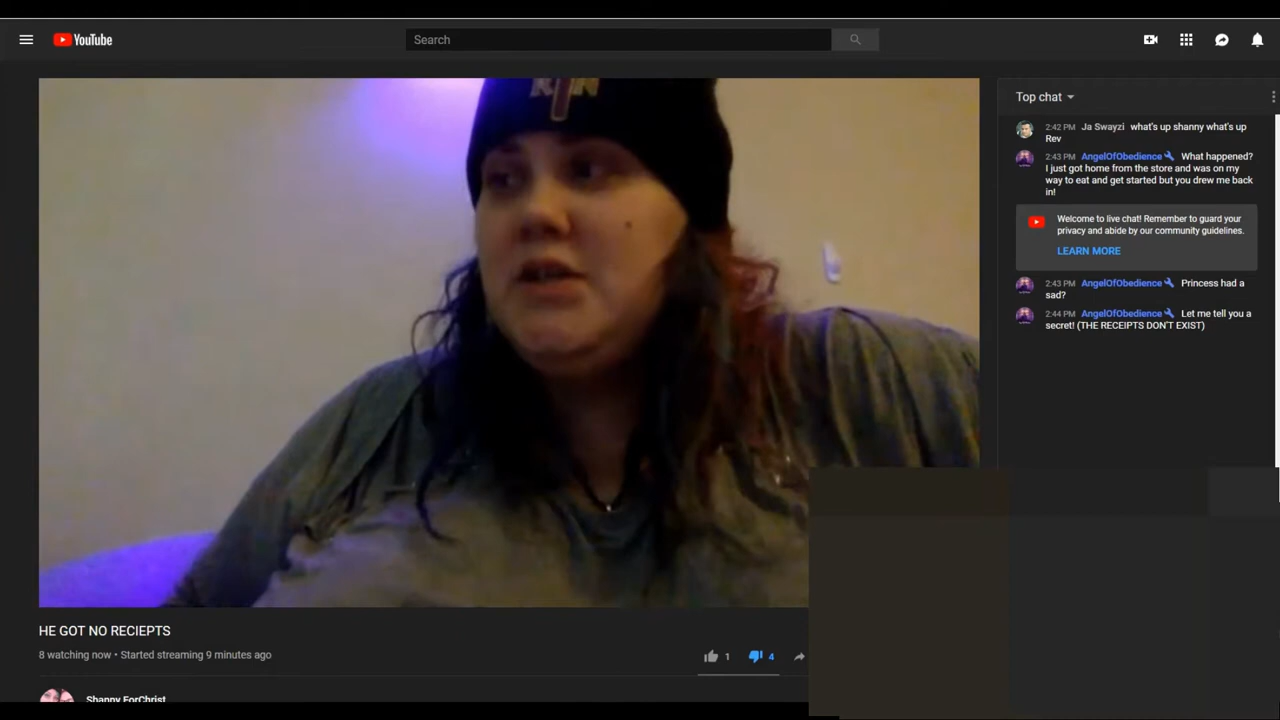 YouTube
Search
R N
Top chat
2:42 PM Ja Swayzi what's up shanny what's up
Rev
2:43 PM AngelOfObedience What happened?
I just got home from the store and was on my
way to eat and get started but you drew me back
in!
Welcome to live chat! Remember to guard your
privacy and abide by our community guidelines.
LEARN MORE
2:43 PM AngelOfObedience Princess had a
sad?
2:44 PM AngelOfObedience Let me tell you a
secret! (THE RECEIPTS DON'T EXIST)
HE GOT NO RECIEPTS
8 watching now • Started streaming 9 minutes ago
1 4
Shanny ForChrist